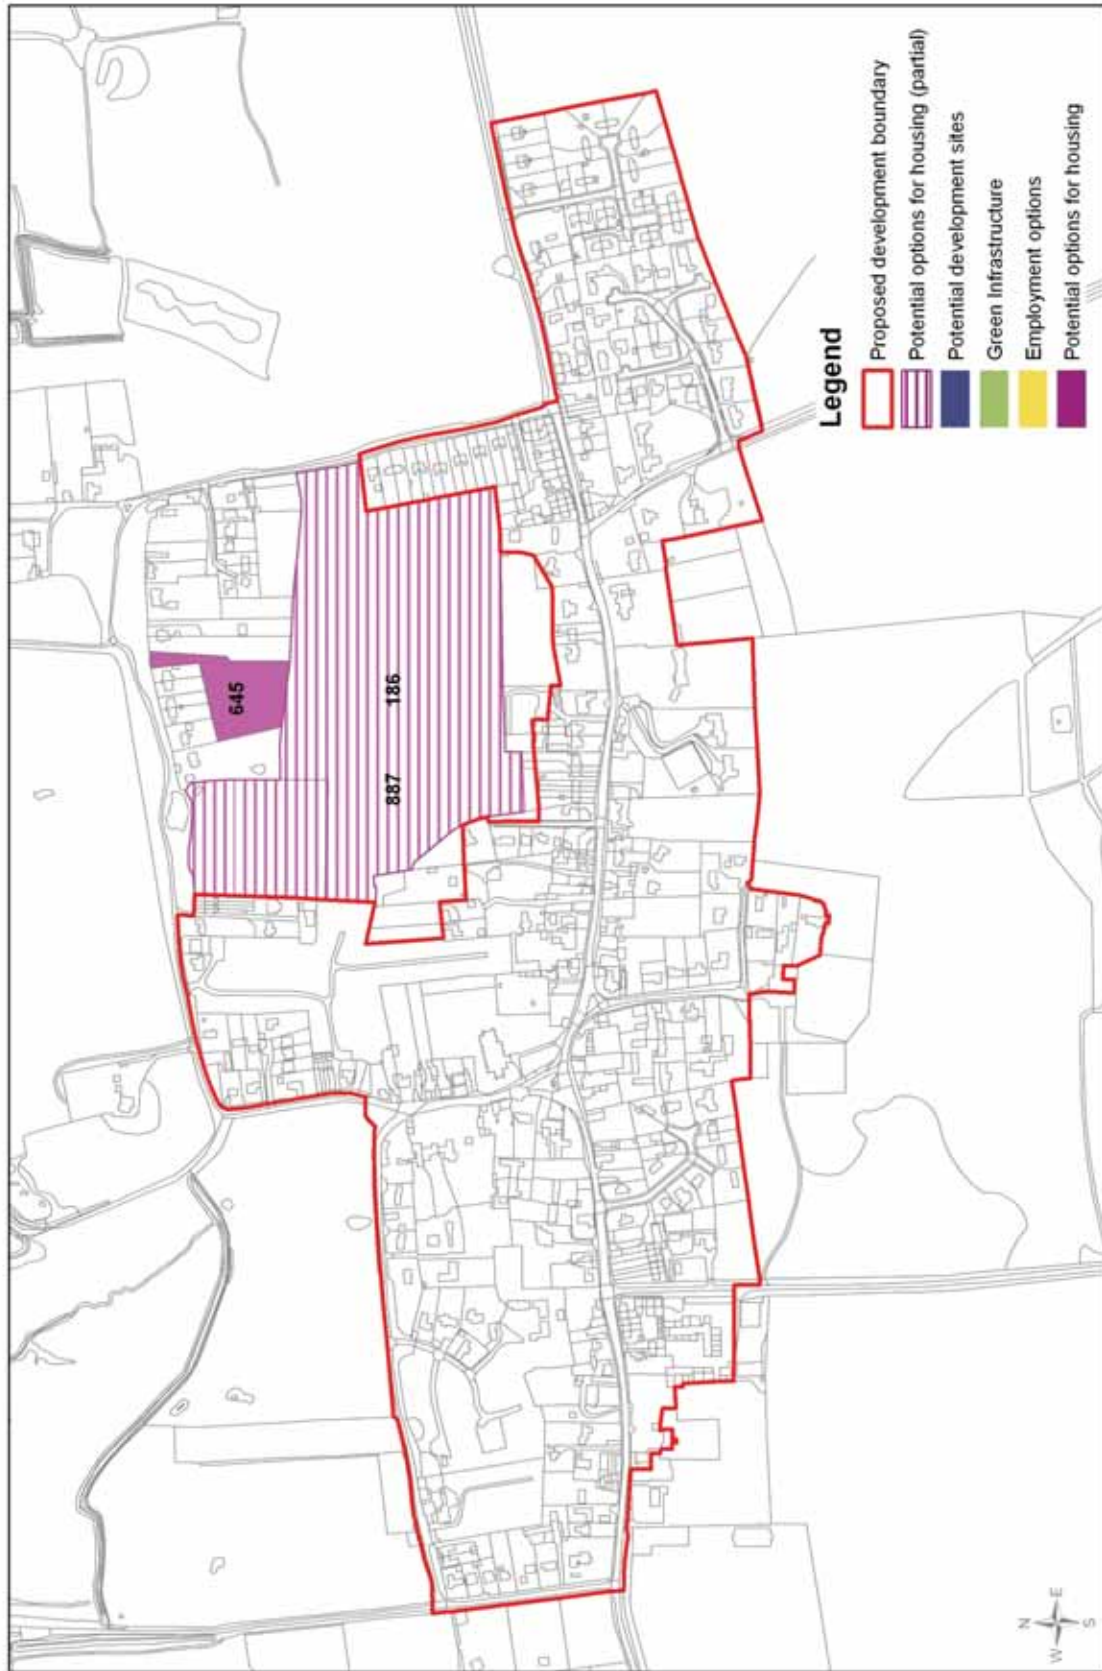 645
186
887
Legend
Proposed development boundary
Potential options for housing (partial)
Potential development sites
Green Infrastructure
Employment options
Potential options for housing
N
W E
S